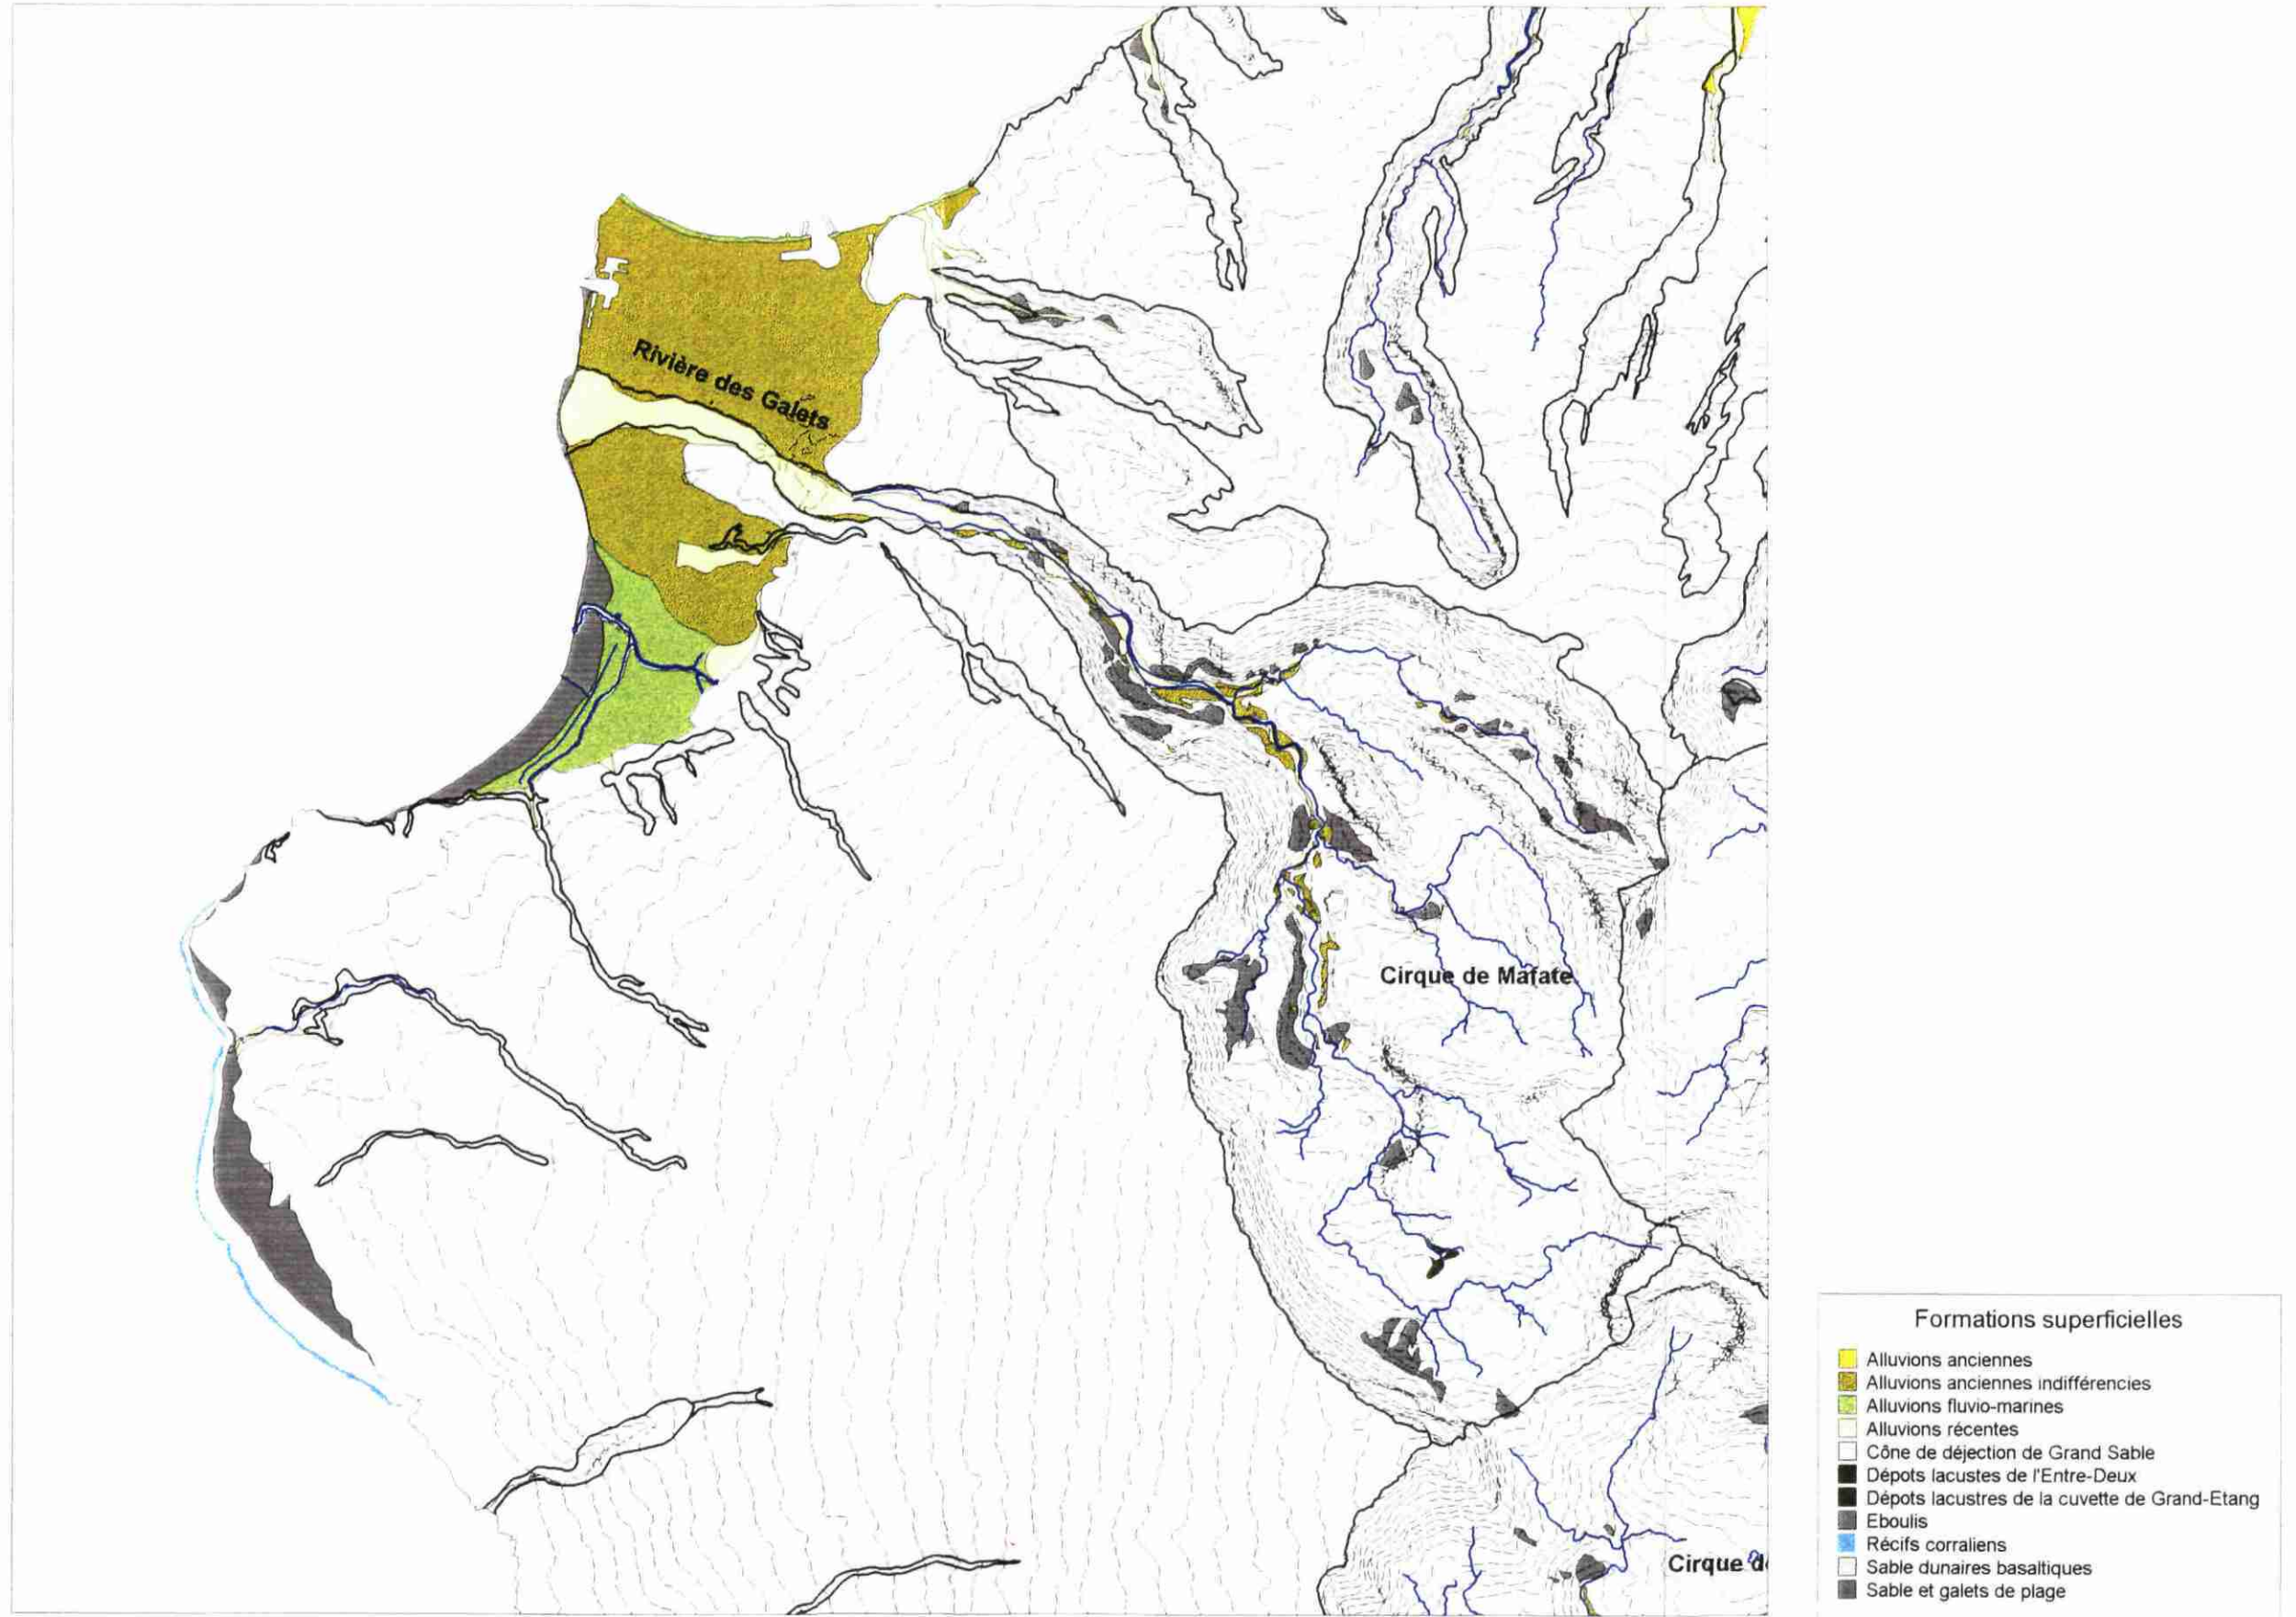 Rivière des Galets
Cirque de Mafate
Cirque d
Formations superficielles
Alluvions anciennes
Alluvions anciennes indifférencies
Alluvions fluvio-marines
Alluvions récentes
Cône de déjection de Grand Sable
Dépots lacustes de l'Entre-Deux
Dépots lacustres de la cuvette de Grand-Etang
Eboulis
Récifs corraliens
Sable dunaires basaltiques
Sable et galets de plage